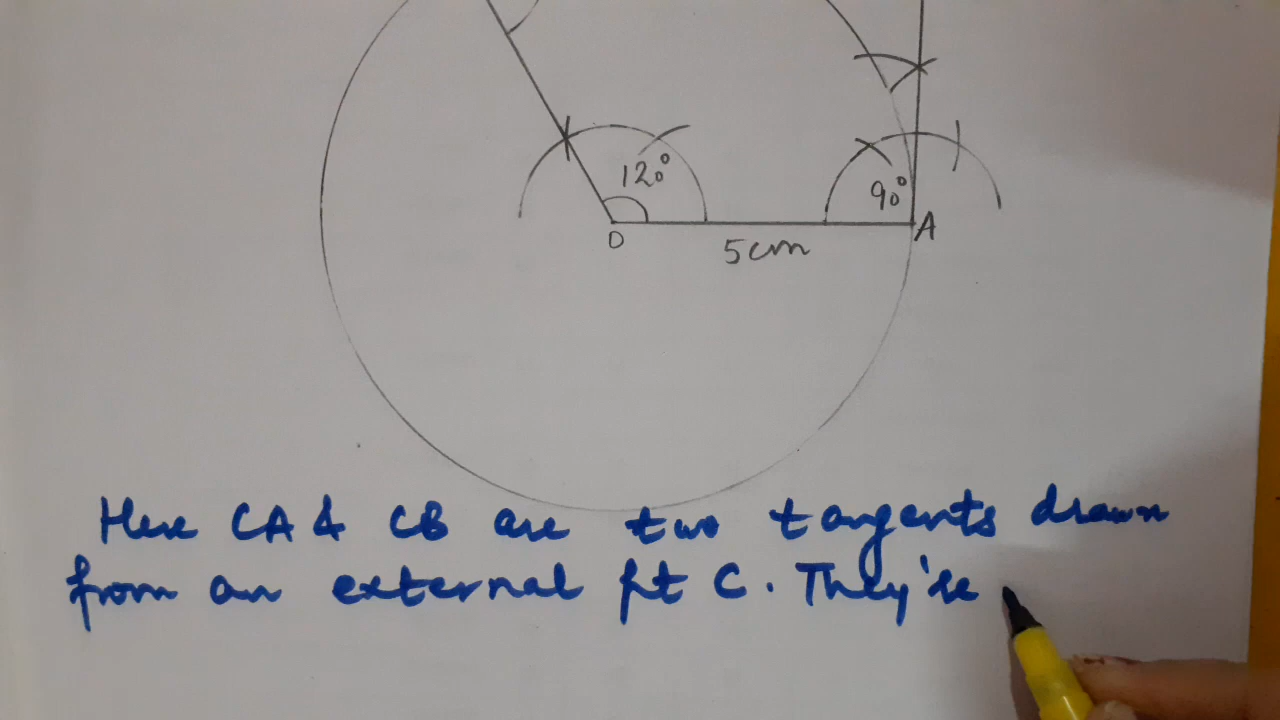 120°
90°
O
A
5cm
Here CA & CB are two tangents drawn
from an external pt C. They're